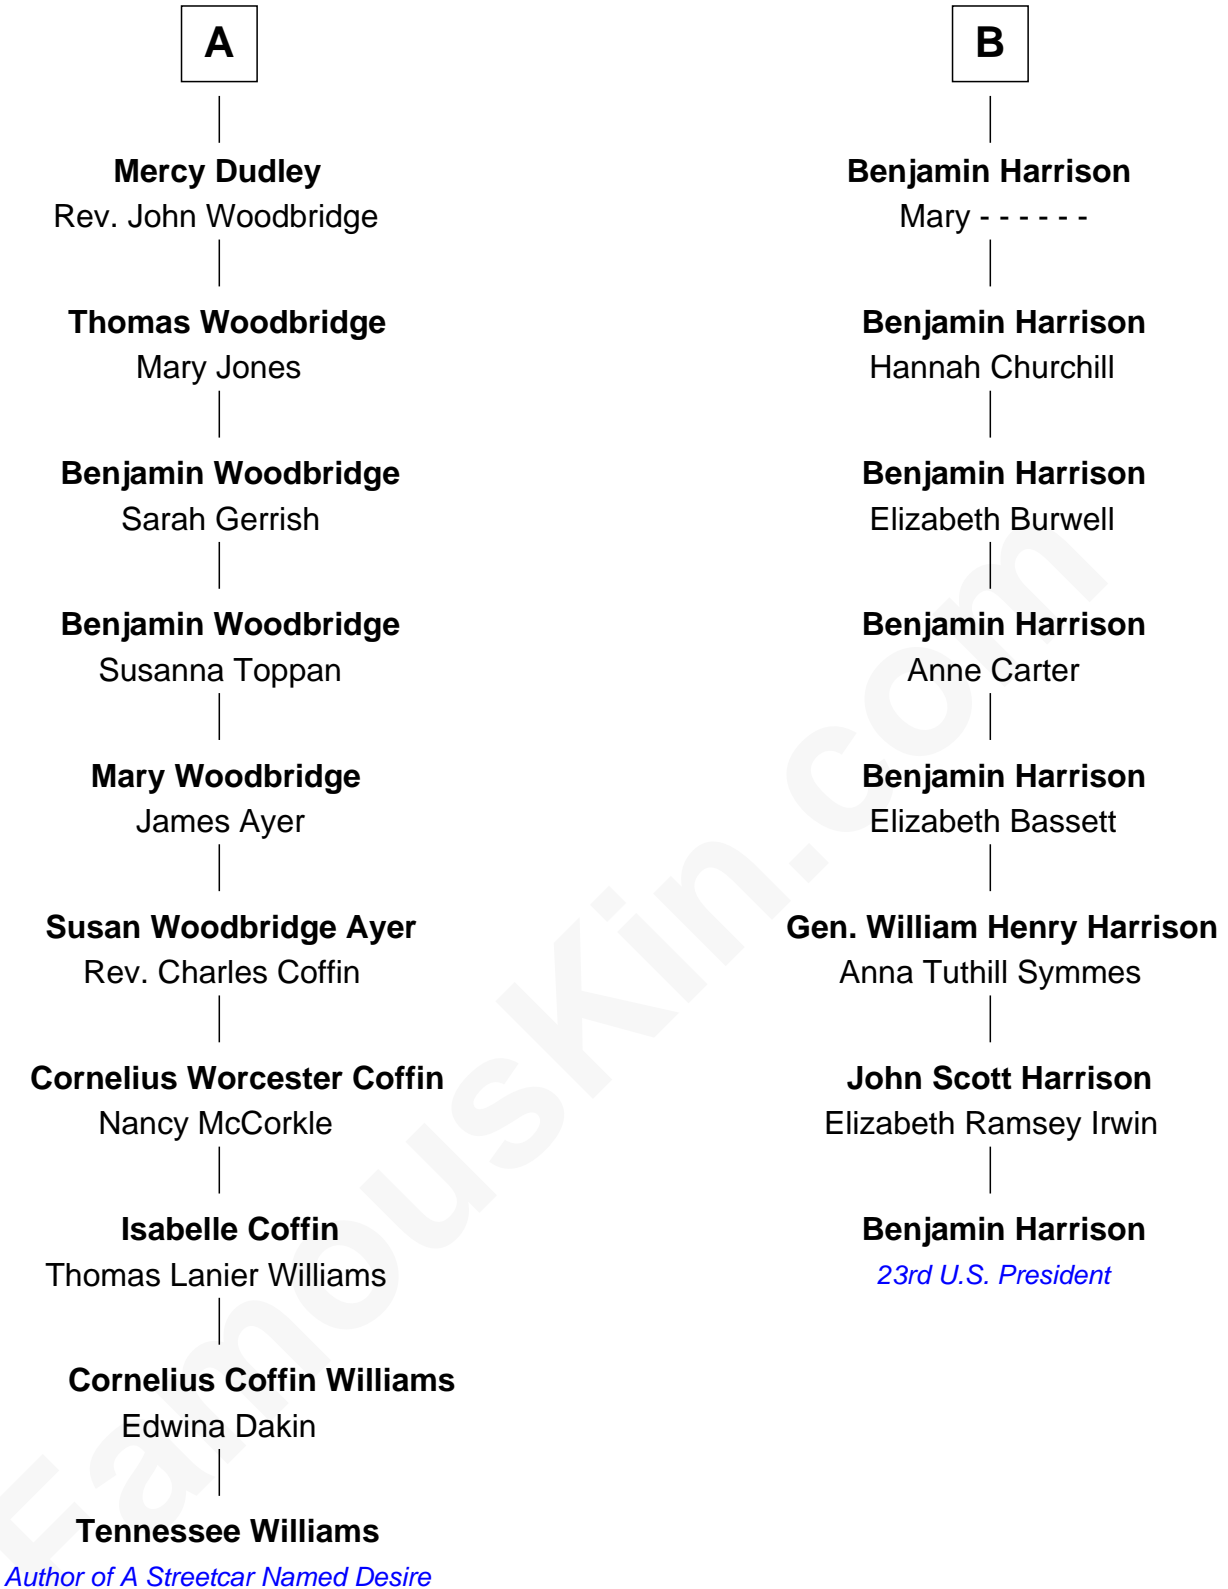 A
Mercy Dudley
Rev. John Woodbridge
Thomas Woodbridge
Mary Jones
Benjamin Woodbridge
Sarah Gerrish
Benjamin Woodbridge
Susanna Toppan
Mary Woodbridge
James Ayer
Susan Woodbridge Ayer
Rev. Charles Coffin
Cornelius Worcester Coffin
Nancy McCorkle
Isabelle Coffin
Thomas Lanier Williams
Cornelius Coffin Williams
Edwina Dakin
Tennessee Williams
Author of A Streetcar Named Desire
B
Benjamin Harrison
Mary - - - - - -
Benjamin Harrison
Hannah Churchill
Benjamin Harrison
Elizabeth Burwell
Benjamin Harrison
Anne Carter
Benjamin Harrison
Elizabeth Bassett
Gen. William Henry Harrison
Anna Tuthill Symmes
John Scott Harrison
Elizabeth Ramsey Irwin
Benjamin Harrison
23rd U.S. President
FamousKin.com